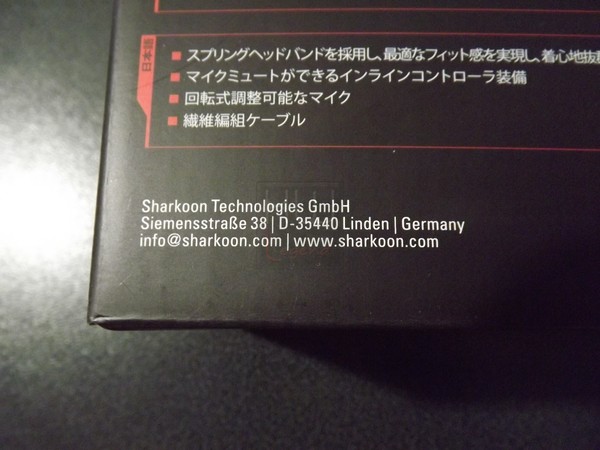 日本語
■ スプリングヘッドバンドを採用し、最適なフィット感を実現し、着心地抜群
■ マイクミュートができるインラインコントローラ装備
■ 回転式調整可能なマイク
■ 繊維編組ケーブル
Sharkoon Technologies GmbH
Siemensstraße 38 | D-35440 Linden | Germany
info@sharkoon.com | www.sharkoon.com